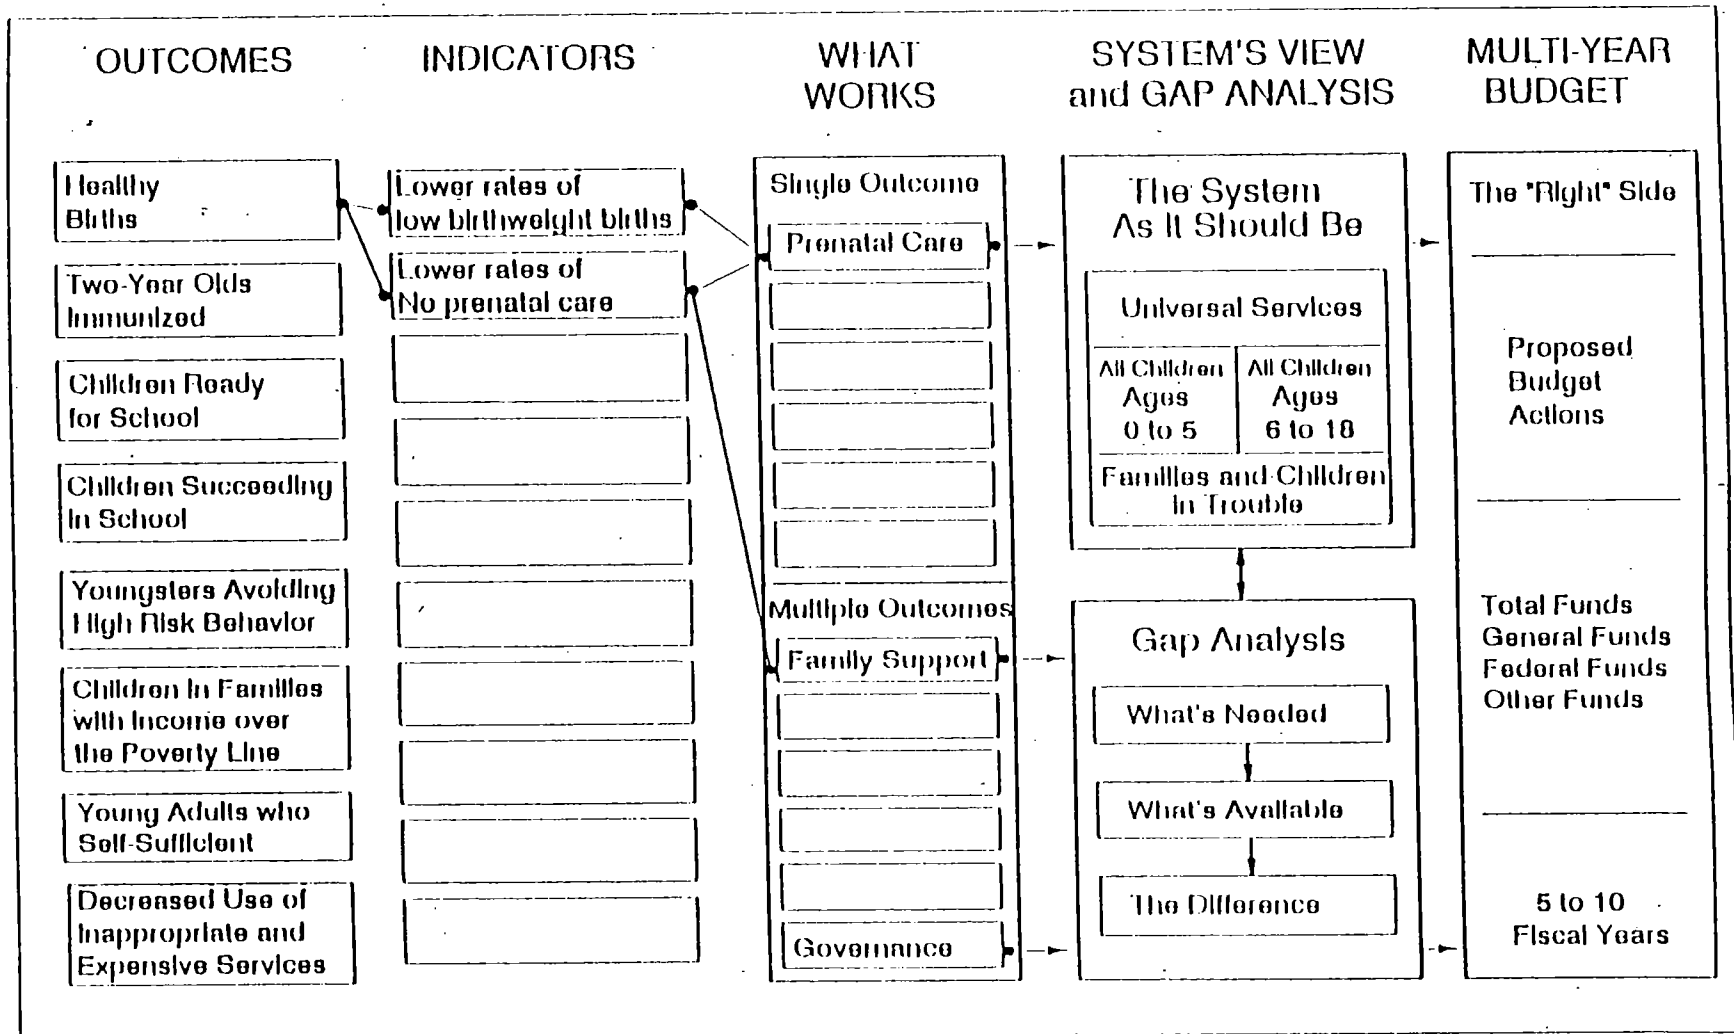 OUTCOMES
INDICATORS
WHAT
WORKS
SYSTEM'S VIEW
and GAP ANALYSIS
MULTI-YEAR
BUDGET
Healthy
Births
Two-Year Olds
Immunized
Children Ready
for School
Children Succeeding
In School
Youngsters Avoiding
High Risk Behavior
Children In Families
with Income over
the Poverty Line
Young Adults who
Self-Sufficient
Decreased Use of
Inappropriate and
Expensive Services
Lower rates of
low birthweight births
Lower rates of
No prenatal care
Single Outcome
Prenatal Care
Multiple Outcomes
Family Support
Governance
The System
As It Should Be
Universal Services
All Children
Ages
0 to 5
All Children
Ages
6 to 18
Families and Children
In Trouble
Gap Analysis
What's Needed
What's Available
The Difference
The "Right" Side
Proposed
Budget
Actions
Total Funds
General Funds
Federal Funds
Other Funds
5 to 10
Fiscal Years